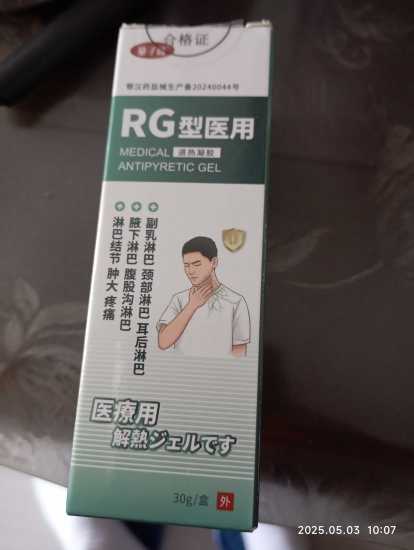 合格证
鄂汉药监械生产备20240044号
RG型医用
MEDICAL 退热凝胶
ANTIPYRETIC GEL
副乳淋巴 颈部淋巴 耳后淋巴
腋下淋巴 腹股沟淋巴
淋巴结节 肿大 疼痛
医療用
解熱ジェルです
30g/盒 外
2025.05.03 10:07